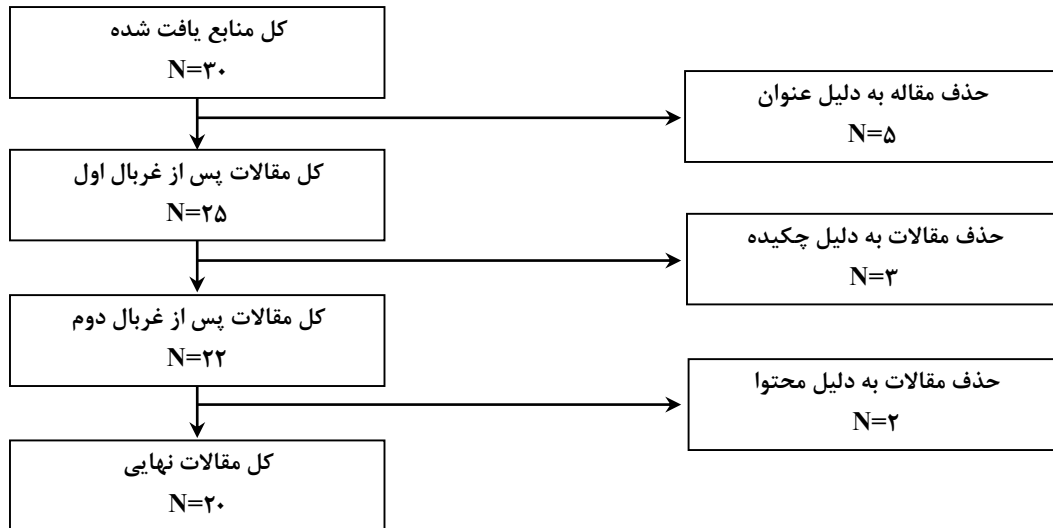 کل منابع یافت شده
N=۳۰
حذف مقاله به دلیل عنوان
N=۵
کل مقالات پس از غربال اول
N=۲۵
حذف مقالات به دلیل چکیده
N=۳
کل مقالات پس از غربال دوم
N=۲۲
حذف مقالات به دلیل محتوا
N=۲
کل مقالات نهایی
N=۲۰